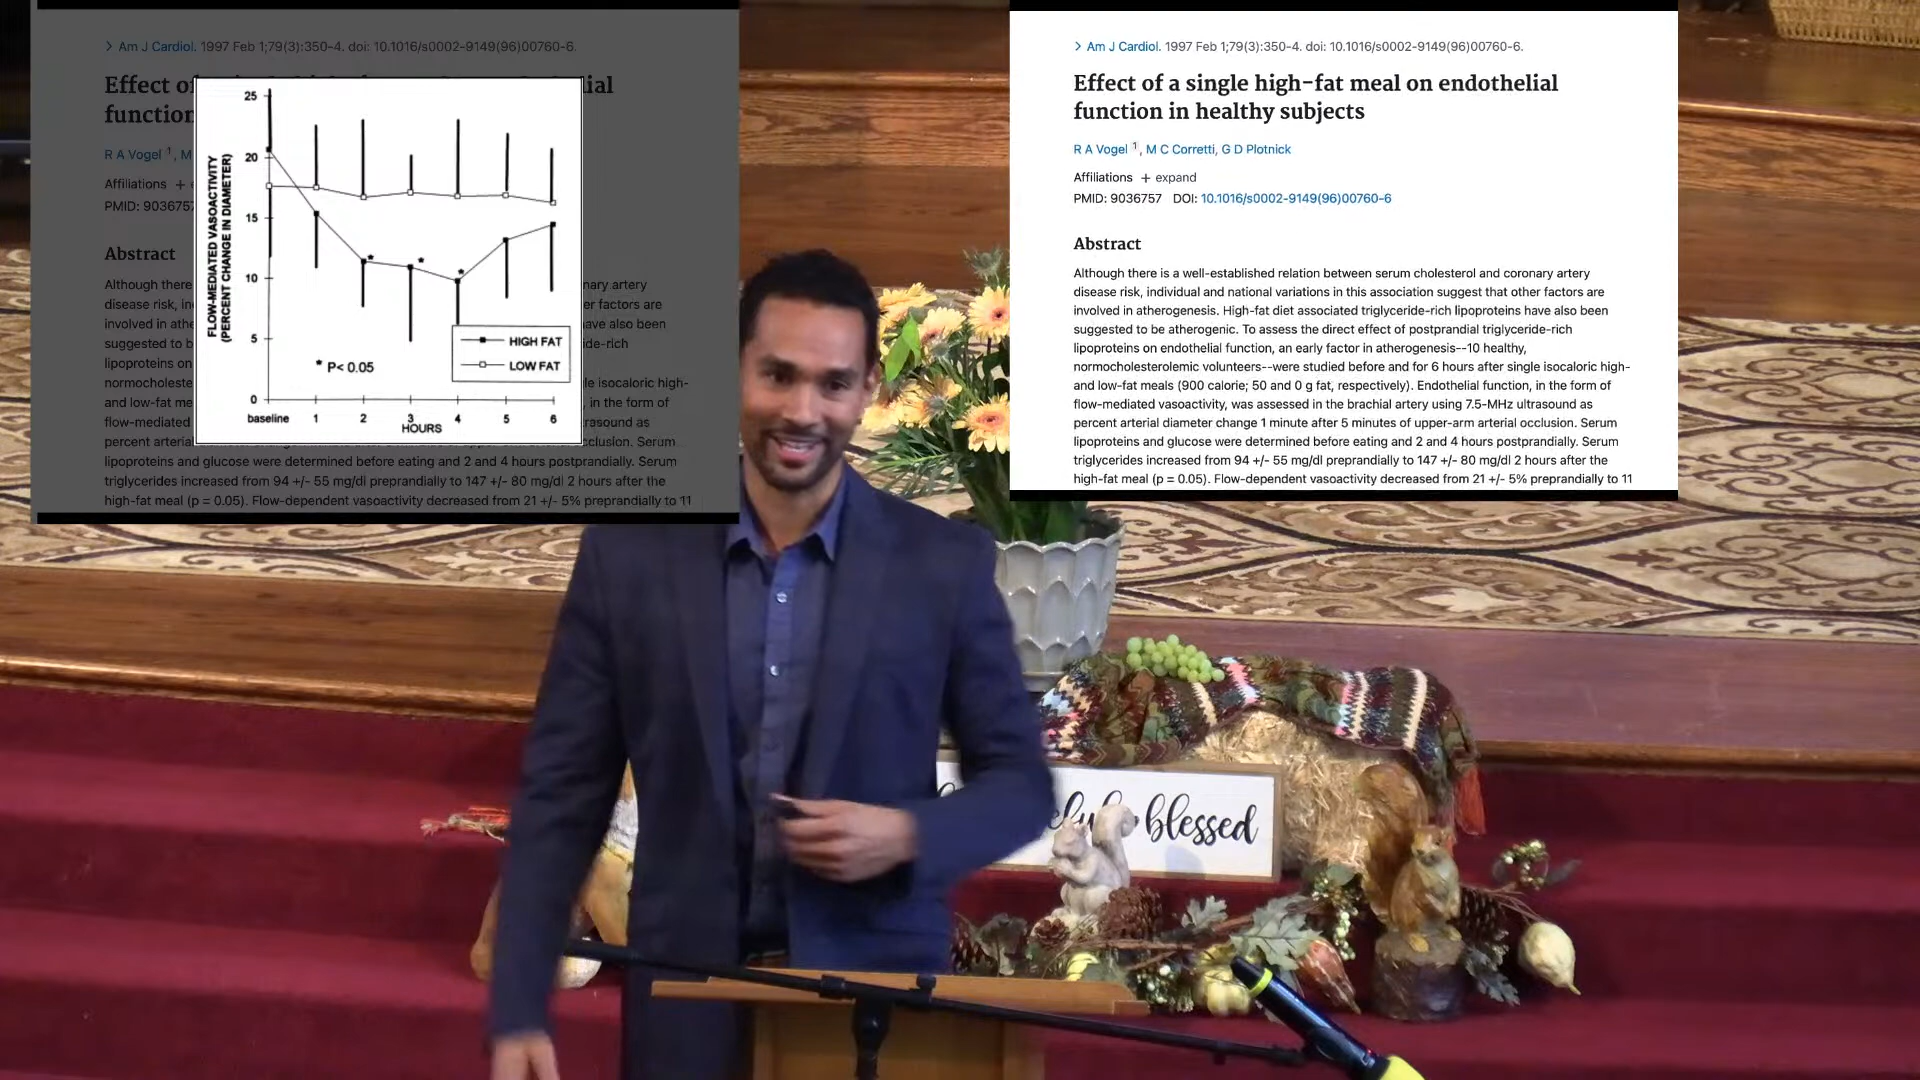 Am J Cardiol. 1997 Feb 1;79(3):350-4. doi: 10.1016/s0002-9149(96)00760-6.
Effect of
ial
function
R A Vogel 1, M
Affiliations +
PMID: 9036757
Abstract
Although there
nary artery
disease risk, in
er factors are
involved in athe
ave also been
suggested to b
ide-rich
lipoproteins on
normocholeste
le isocaloric high-
and low-fat me
, in the form of
flow-mediated
rasound as
percent arterial
cclusion. Serum
lipoproteins and glucose were determined before eating and 2 and 4 hours postprandially. Serum
triglycerides increased from 94 +/- 55 mg/dl preprandially to 147 +/- 80 mg/dl 2 hours after the
high-fat meal (p = 0.05). Flow-dependent vasoactivity decreased from 21 +/- 5% preprandially to 11
FLOW-MEDIATED VASOACTIVITY
(PERCENT CHANGE IN DIAMETER)
25
20
15
10
5
0
* P< 0.05
HIGH FAT
LOW FAT
baseline 1 2 3 4 5 6
HOURS
Am J Cardiol. 1997 Feb 1;79(3):350-4. doi: 10.1016/s0002-9149(96)00760-6.
Effect of a single high-fat meal on endothelial
function in healthy subjects
R A Vogel 1, M C Corretti, G D Plotnick
Affiliations + expand
PMID: 9036757 DOI: 10.1016/s0002-9149(96)00760-6
Abstract
Although there is a well-established relation between serum cholesterol and coronary artery
disease risk, individual and national variations in this association suggest that other factors are
involved in atherogenesis. High-fat diet associated triglyceride-rich lipoproteins have also been
suggested to be atherogenic. To assess the direct effect of postprandial triglyceride-rich
lipoproteins on endothelial function, an early factor in atherogenesis--10 healthy,
normocholesterolemic volunteers--were studied before and for 6 hours after single isocaloric high-
and low-fat meals (900 calorie; 50 and 0 g fat, respectively). Endothelial function, in the form of
flow-mediated vasoactivity, was assessed in the brachial artery using 7.5-MHz ultrasound as
percent arterial diameter change 1 minute after 5 minutes of upper-arm arterial occlusion. Serum
lipoproteins and glucose were determined before eating and 2 and 4 hours postprandially. Serum
triglycerides increased from 94 +/- 55 mg/dl preprandially to 147 +/- 80 mg/dl 2 hours after the
high-fat meal (p = 0.05). Flow-dependent vasoactivity decreased from 21 +/- 5% preprandially to 11
blessed